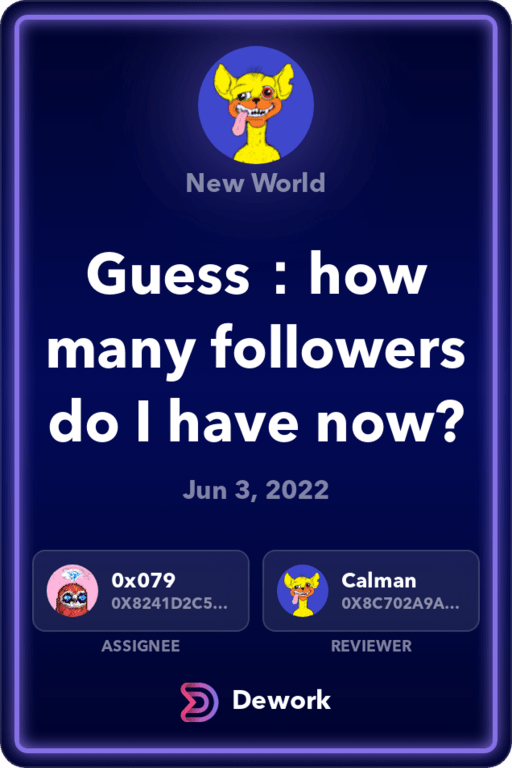 New World
Guess : how
many followers
do I have now?
Jun 3, 2022
0x079
0X8241D2C5...
ASSIGNEE
Calman
0X8C702A9A...
REVIEWER
Dework